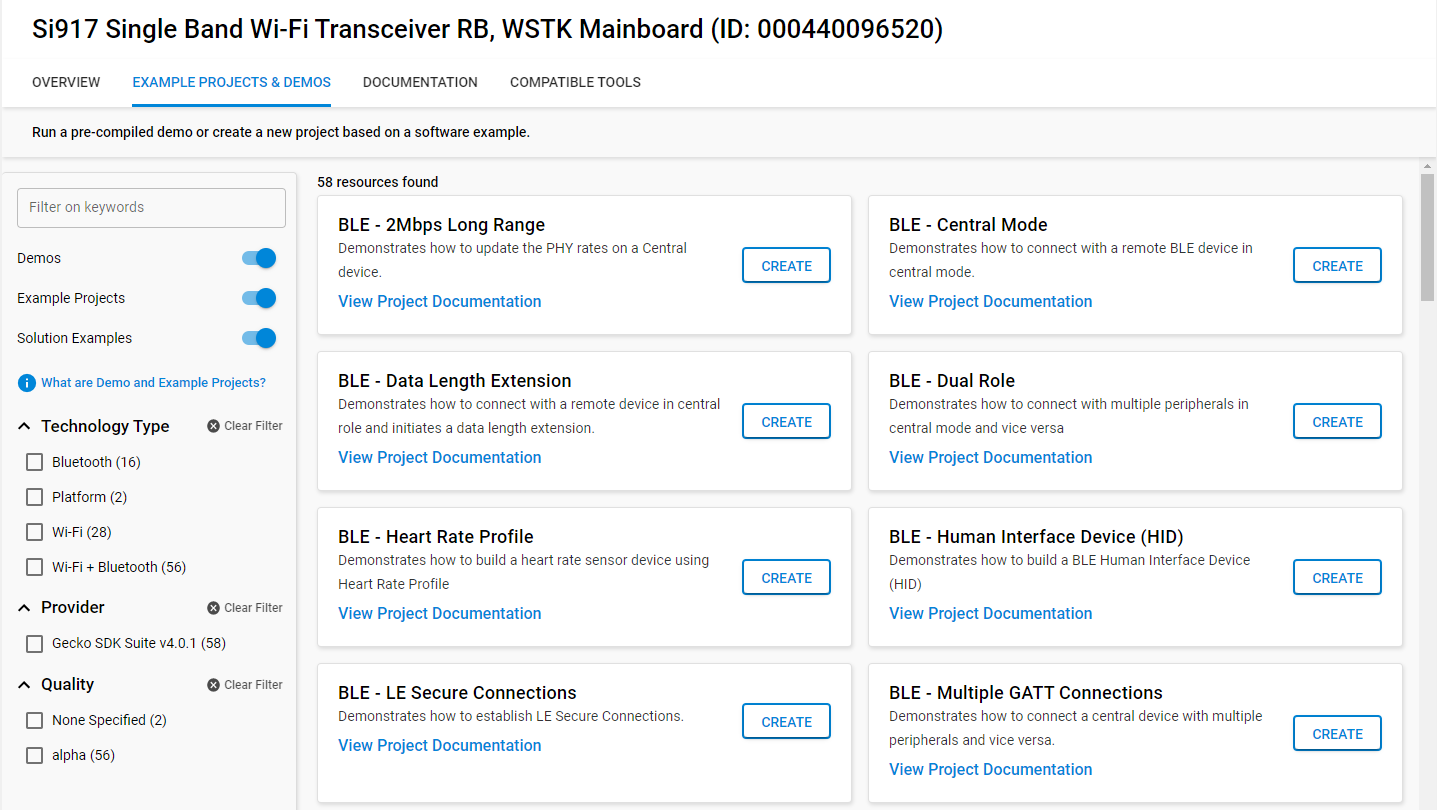 Si917 Single Band Wi-Fi Transceiver RB, WSTK Mainboard (ID: 000440096520)
OVERVIEW
EXAMPLE PROJECTS & DEMOS
DOCUMENTATION
COMPATIBLE TOOLS
Run a pre-compiled demo or create a new project based on a software example.
Filter on keywords
Demos
Example Projects
Solution Examples
What are Demo and Example Projects?
Technology Type
Clear Filter
Bluetooth (16)
Platform (2)
Wi-Fi (28)
Wi-Fi + Bluetooth (56)
Provider
Clear Filter
Gecko SDK Suite v4.0.1 (58)
Quality
Clear Filter
None Specified (2)
alpha (56)
58 resources found
BLE - 2Mbps Long Range
Demonstrates how to update the PHY rates on a Central
device.
View Project Documentation
CREATE
BLE - Central Mode
Demonstrates how to connect with a remote BLE device in
central mode.
View Project Documentation
CREATE
BLE - Data Length Extension
Demonstrates how to connect with a remote device in central
role and initiates a data length extension.
View Project Documentation
CREATE
BLE - Dual Role
Demonstrates how to connect with multiple peripherals in
central mode and vice versa
View Project Documentation
CREATE
BLE - Heart Rate Profile
Demonstrates how to build a heart rate sensor device using
Heart Rate Profile
View Project Documentation
CREATE
BLE - Human Interface Device (HID)
Demonstrates how to build a BLE Human Interface Device
(HID)
View Project Documentation
CREATE
BLE - LE Secure Connections
Demonstrates how to establish LE Secure Connections.
View Project Documentation
CREATE
BLE - Multiple GATT Connections
Demonstrates how to connect a central device with multiple
peripherals and vice versa.
View Project Documentation
CREATE